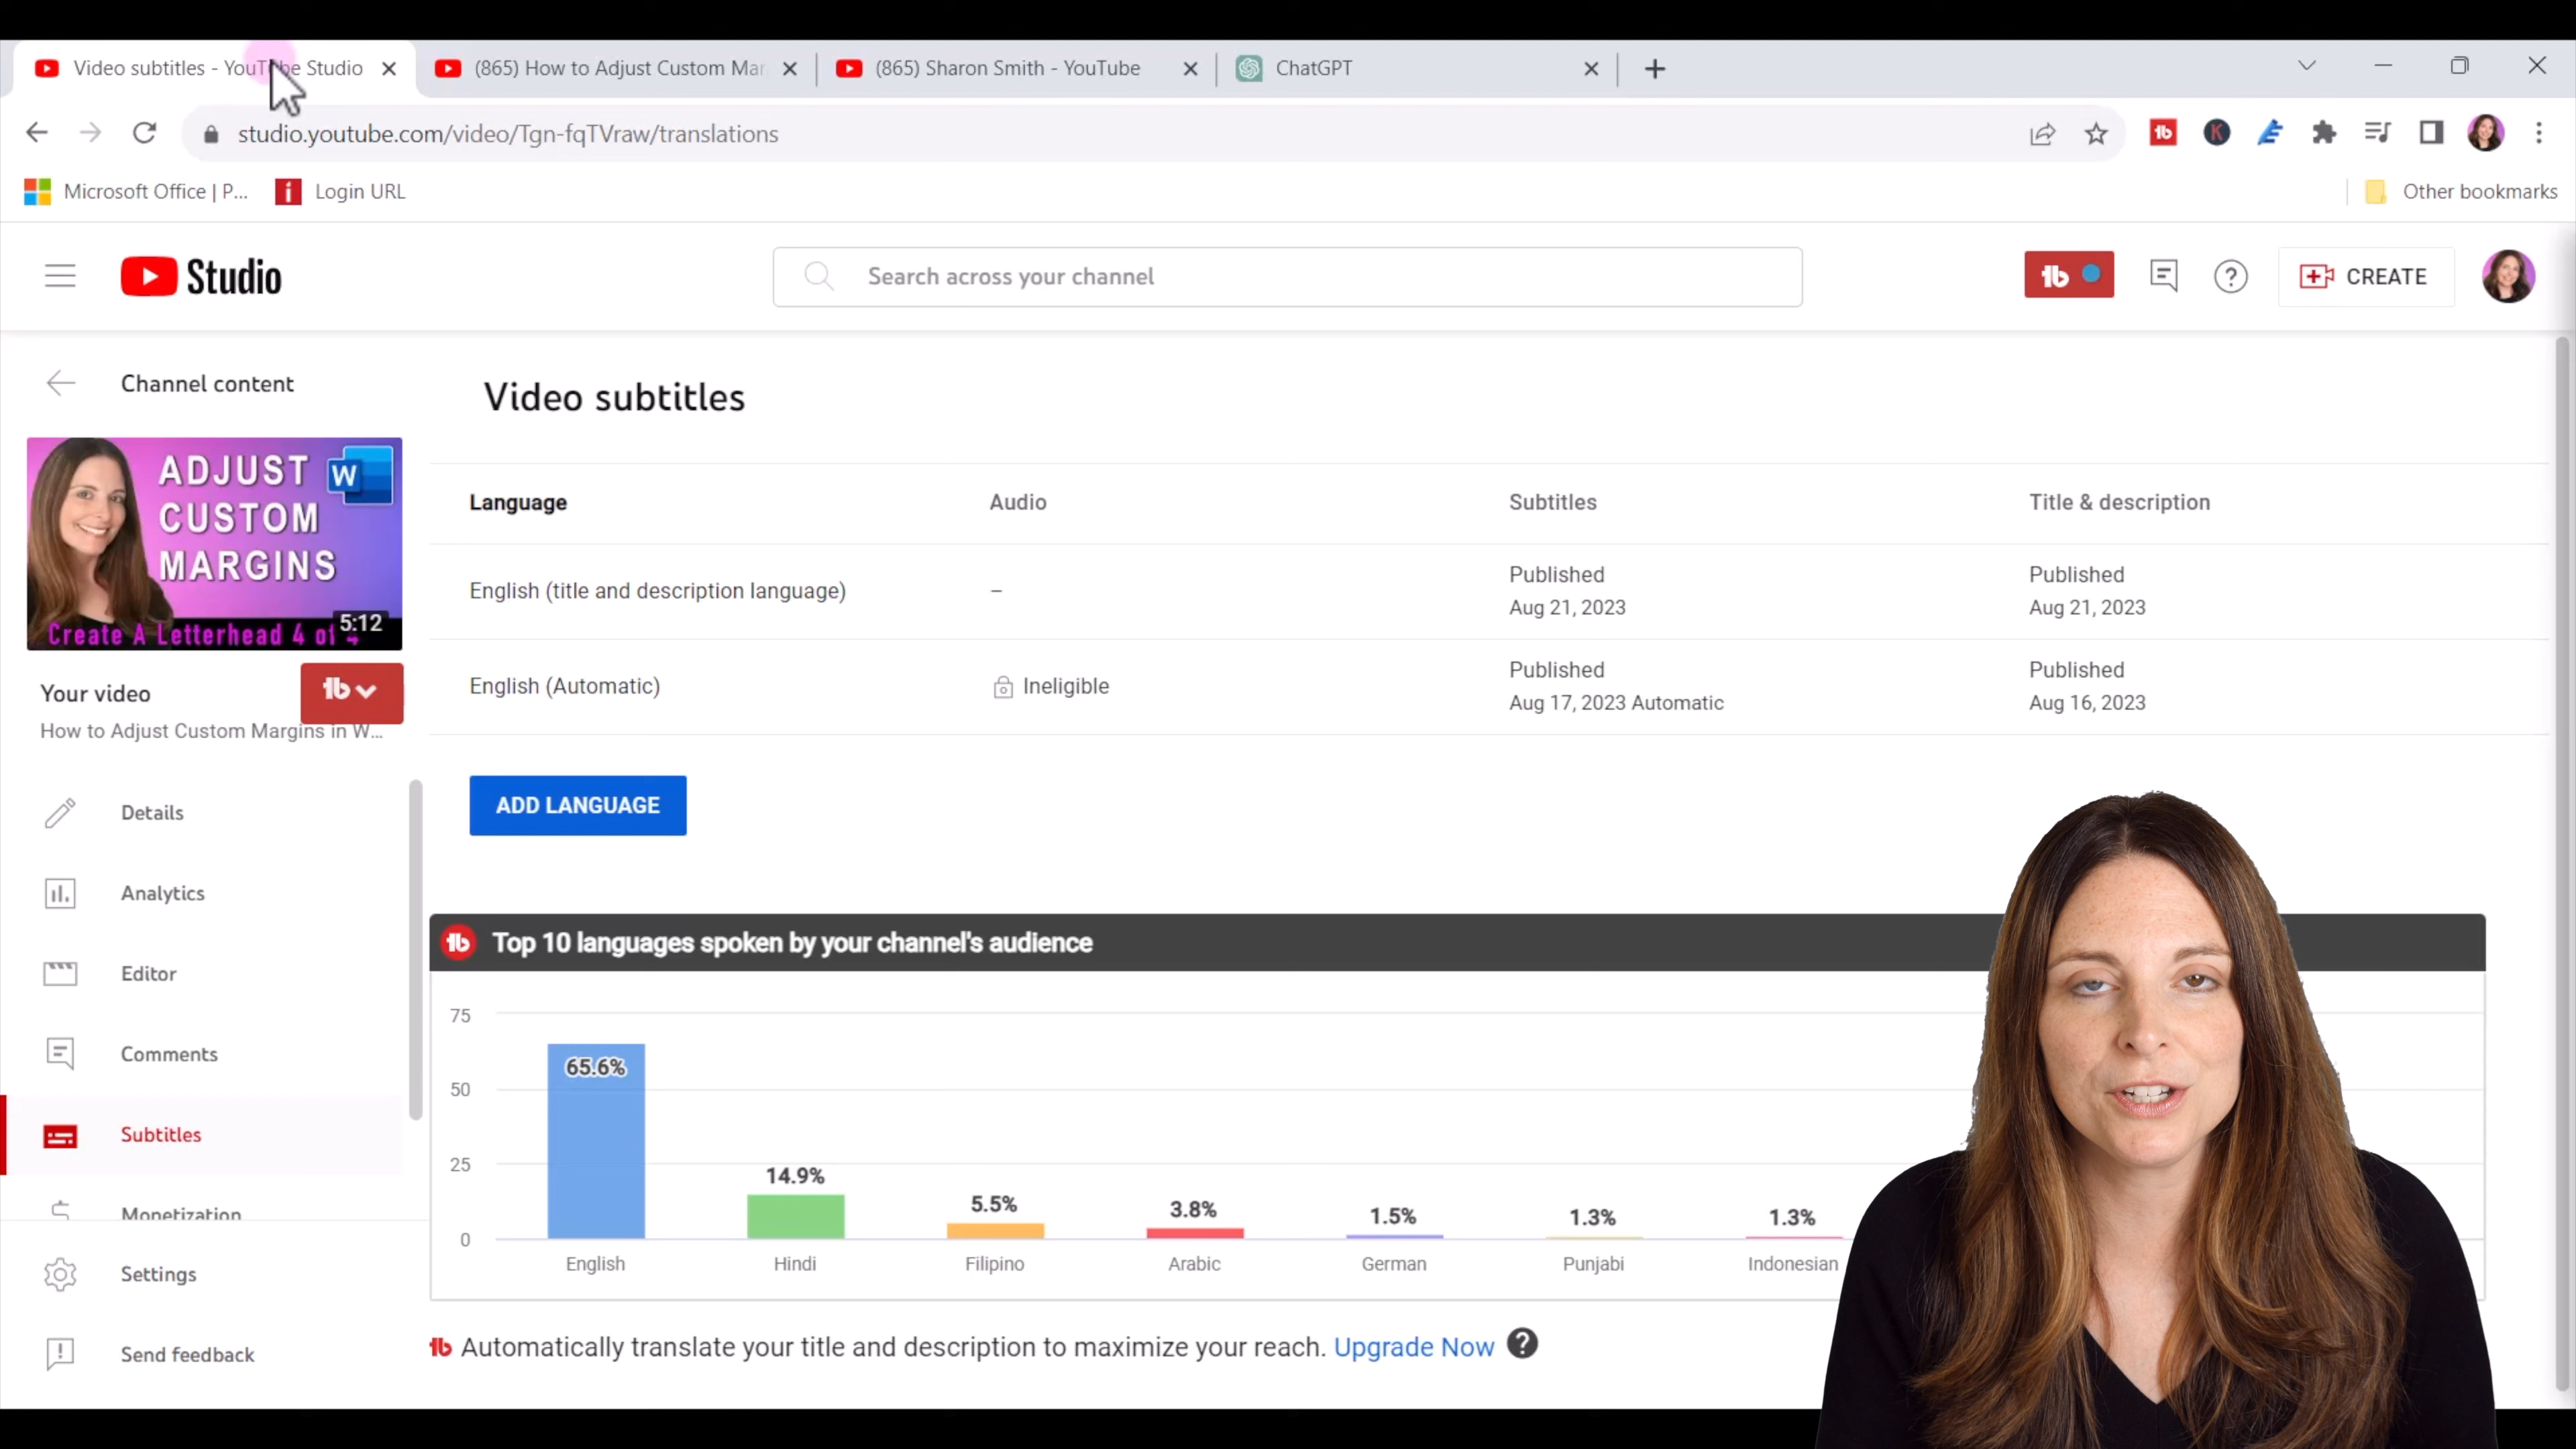 Video subtitles - YouTube Studio
(865) How to Adjust Custom Mar
(865) Sharon Smith - YouTube
ChatGPT
studio.youtube.com/video/Tgn-fqTVraw/translations
Microsoft Office | P...
Login URL
Other bookmarks
Studio
Search across your channel
CREATE
Channel content
ADJUST
CUSTOM
MARGINS
W
5:12
Create A Letterhead 4 of 4
Your video
How to Adjust Custom Margins in W...
Details
Analytics
Editor
Comments
Subtitles
Monetization
Settings
Send feedback
Video subtitles
Language Audio Subtitles Title & description
English (title and description language) – Published Published
Aug 21, 2023 Aug 21, 2023
English (Automatic) Ineligible Published Published
Aug 17, 2023 Automatic Aug 16, 2023
ADD LANGUAGE
Top 10 languages spoken by your channel's audience
75
50
25
0
65.6% 14.9% 5.5% 3.8% 1.5% 1.3% 1.3%
English Hindi Filipino Arabic German Punjabi Indonesian
Automatically translate your title and description to maximize your reach. Upgrade Now ?